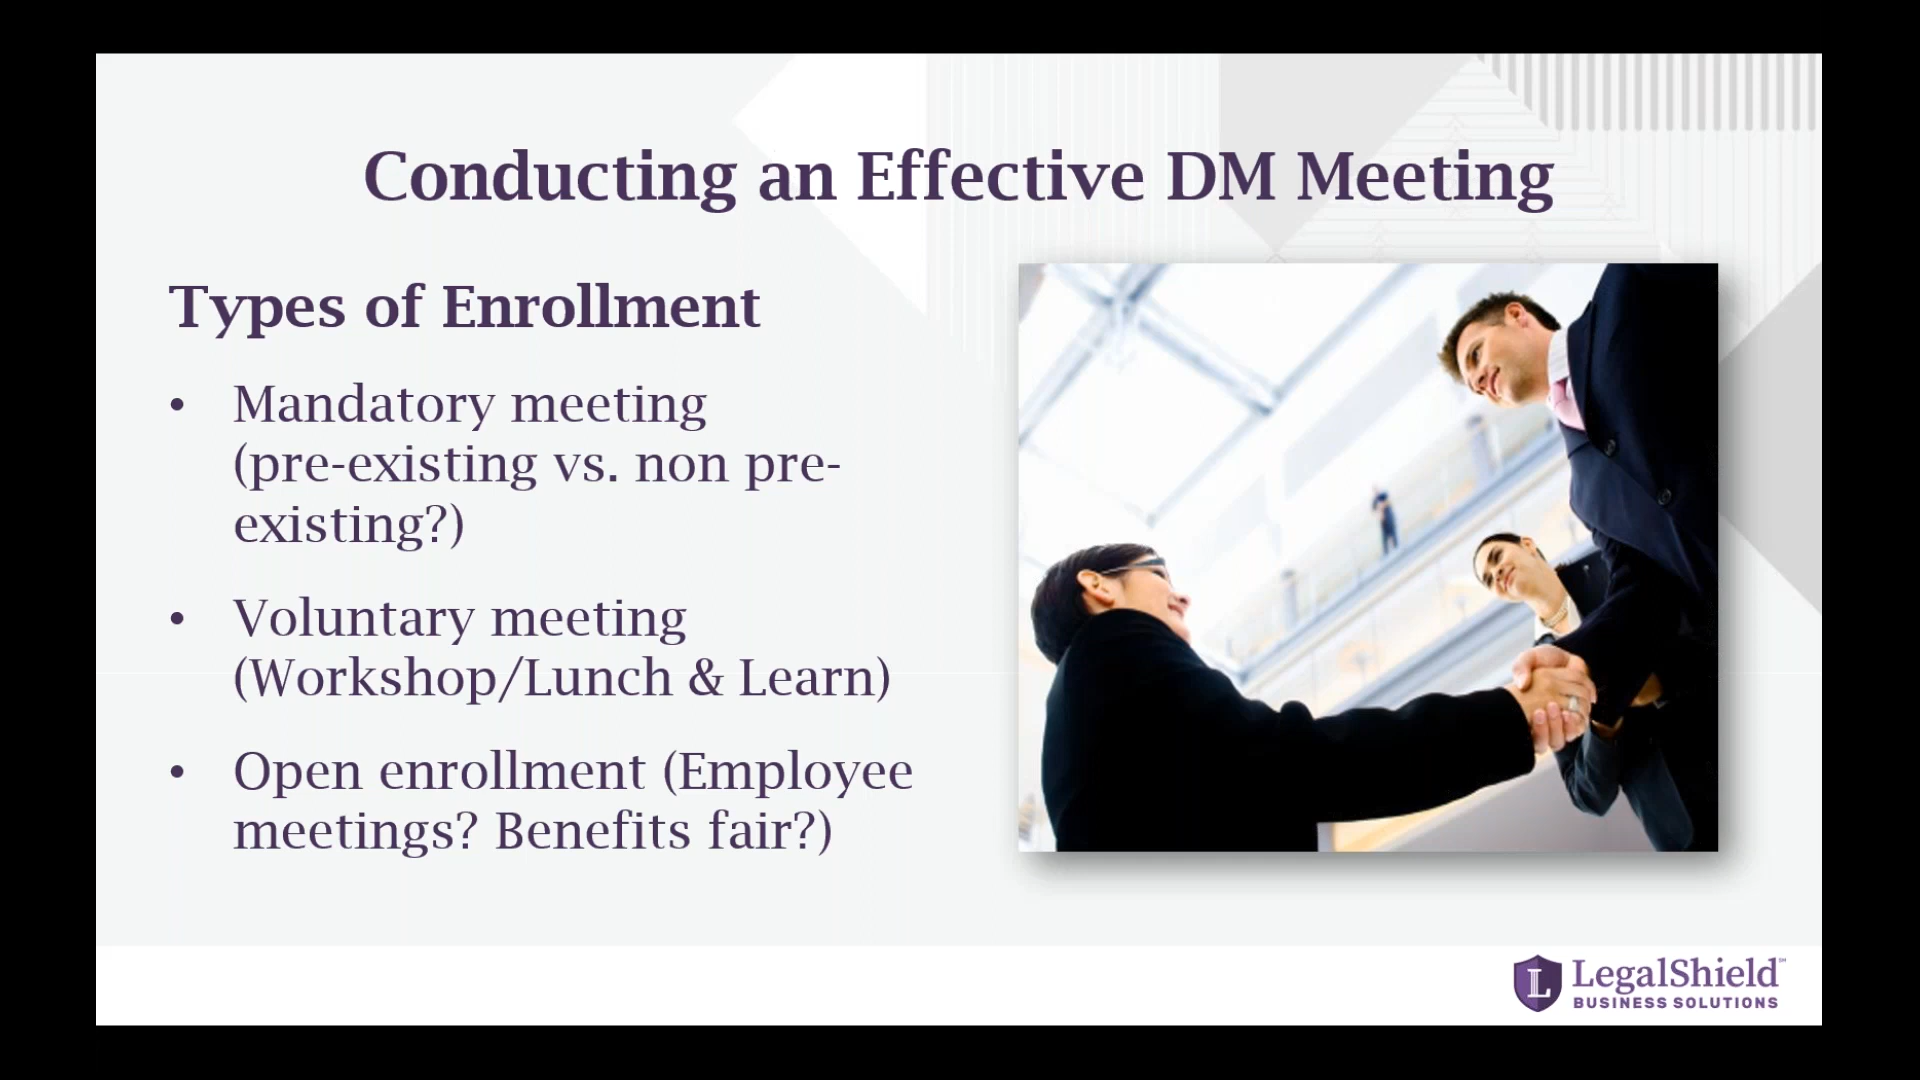 Conducting an Effective DM Meeting
Types of Enrollment
• Mandatory meeting
(pre-existing vs. non pre-
existing?)
• Voluntary meeting
(Workshop/Lunch & Learn)
• Open enrollment (Employee
meetings? Benefits fair?)
L LegalShield℠
BUSINESS SOLUTIONS